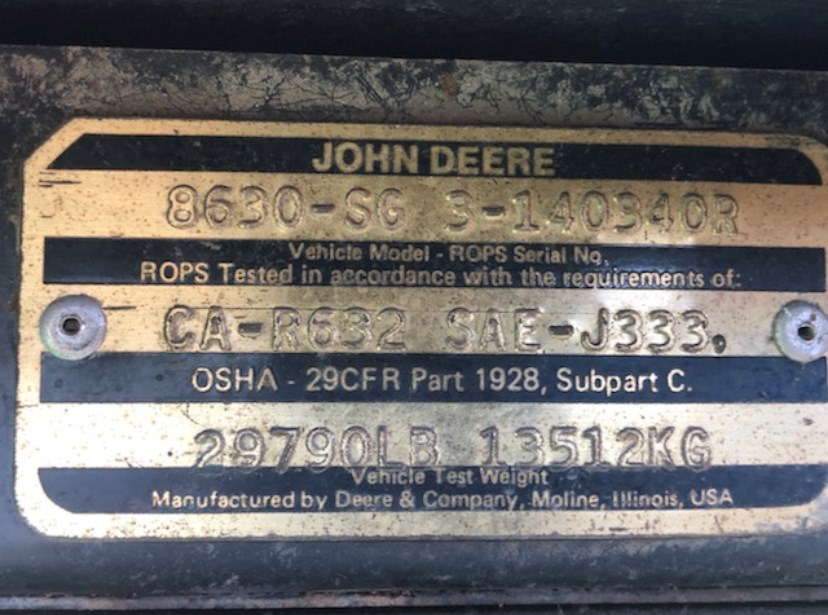 JOHN DEERE
8630-SG 3-140340R
Vehicle Model - ROPS Serial No.
ROPS Tested in accordance with the requirements of:
CA-R632 SAE-J333.
OSHA - 29CFR Part 1928, Subpart C.
29790LB 13512KG
Vehicle Test Weight
Manufactured by Deere & Company, Moline, Illinois, USA